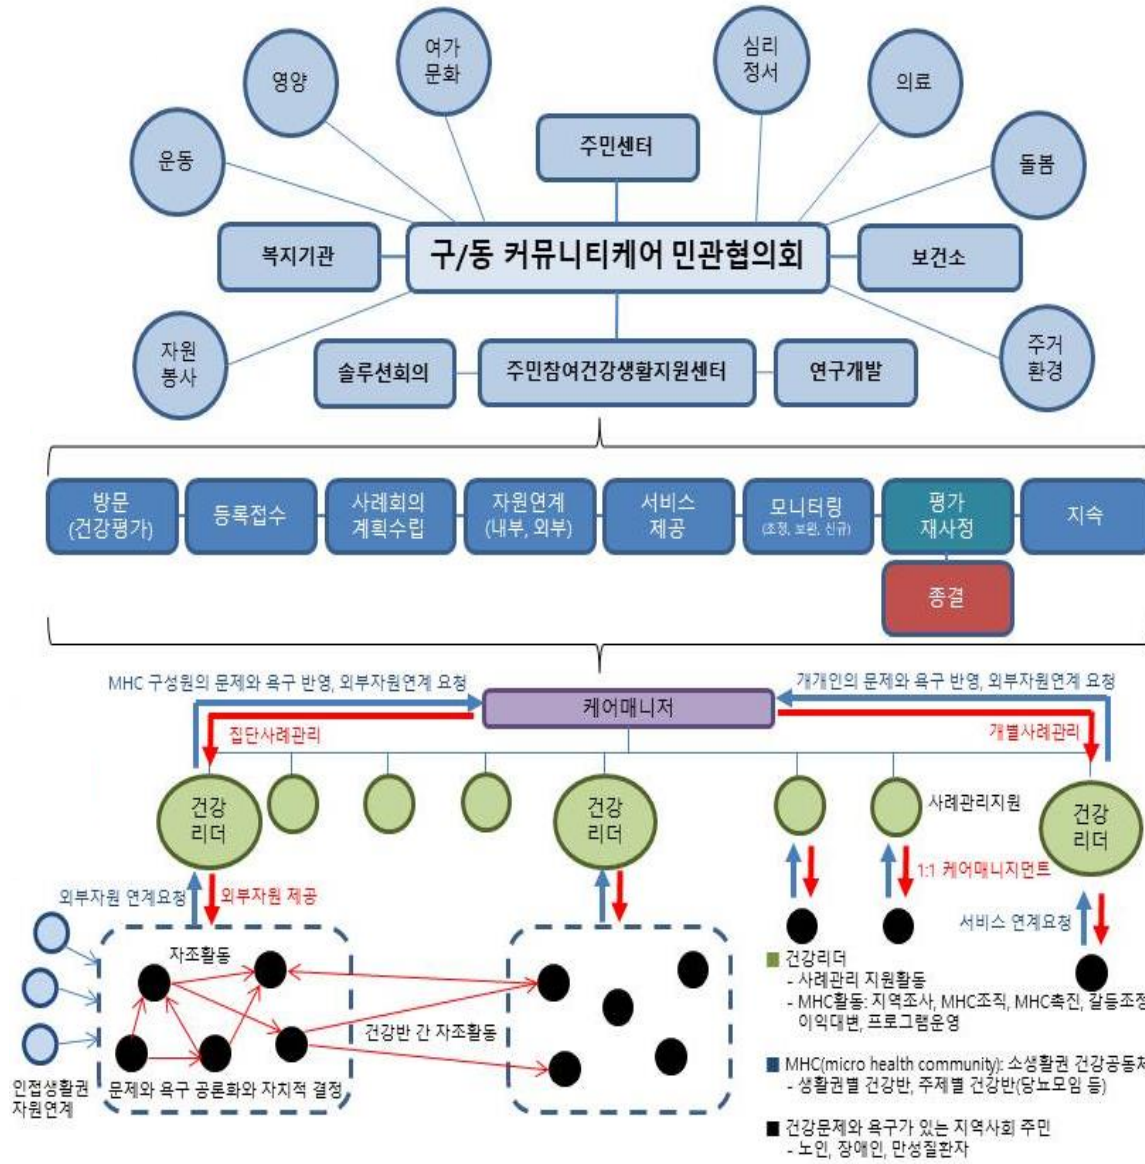 여가
문화
심리
정서
영양
의료
운동
주민센터
돌봄
복지기관
구/동 커뮤니티케어 민관협의회
보건소
자원
봉사
솔루션회의
주민참여건강생활지원센터
연구개발
주거
환경
방문
(건강평가)
등록접수
사례회의
계획수립
자원연계
(내부, 외부)
서비스
제공
모니터링
(조정, 보완, 신규)
평가
재사정
지속
종결
MHC 구성원의 문제와 욕구 반영, 외부자원연계 요청
케어매니저
개개인의 문제와 욕구 반영, 외부자원연계 요청
집단사례관리
개별사례관리
건강
리더
건강
리더
사례관리지원
건강
리더
외부자원 연계요청
외부자원 제공
1:1 케어매니지먼트
서비스 연계요청
자조활동
건강반 간 자조활동
문제와 욕구 공론화와 자치적 결정
인접생활권
자원연계
건강리더
- 사례관리 지원활동
- MHC활동: 지역조사, MHC조직, MHC촉진, 갈등조정
이익대변, 프로그램운영
MHC(micro health community): 소생활권 건강공동체
- 생활권별 건강반, 주제별 건강반(당뇨모임 등)
건강문제와 욕구가 있는 지역사회 주민
- 노인, 장애인, 만성질환자